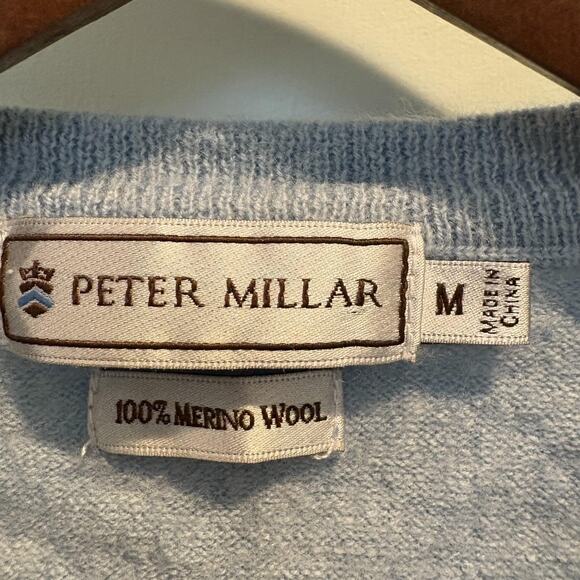 PETER MILLAR
M
MADE IN
CHINA
100% MERINO WOOL